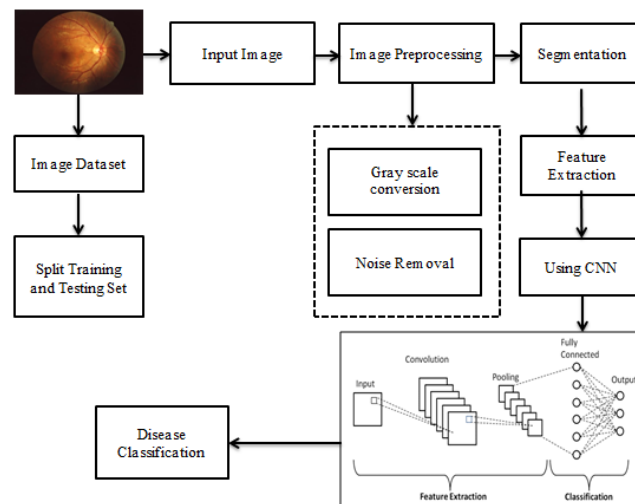 Input Image
Image Preprocessing
Segmentation
Image Dataset
Gray scale
conversion
Feature
Extraction
Split Training
and Testing Set
Noise Removal
Using CNN
Fully
Connected
Convolution
Pooling
Input
Output
Disease
Classification
Feature Extraction
Classification